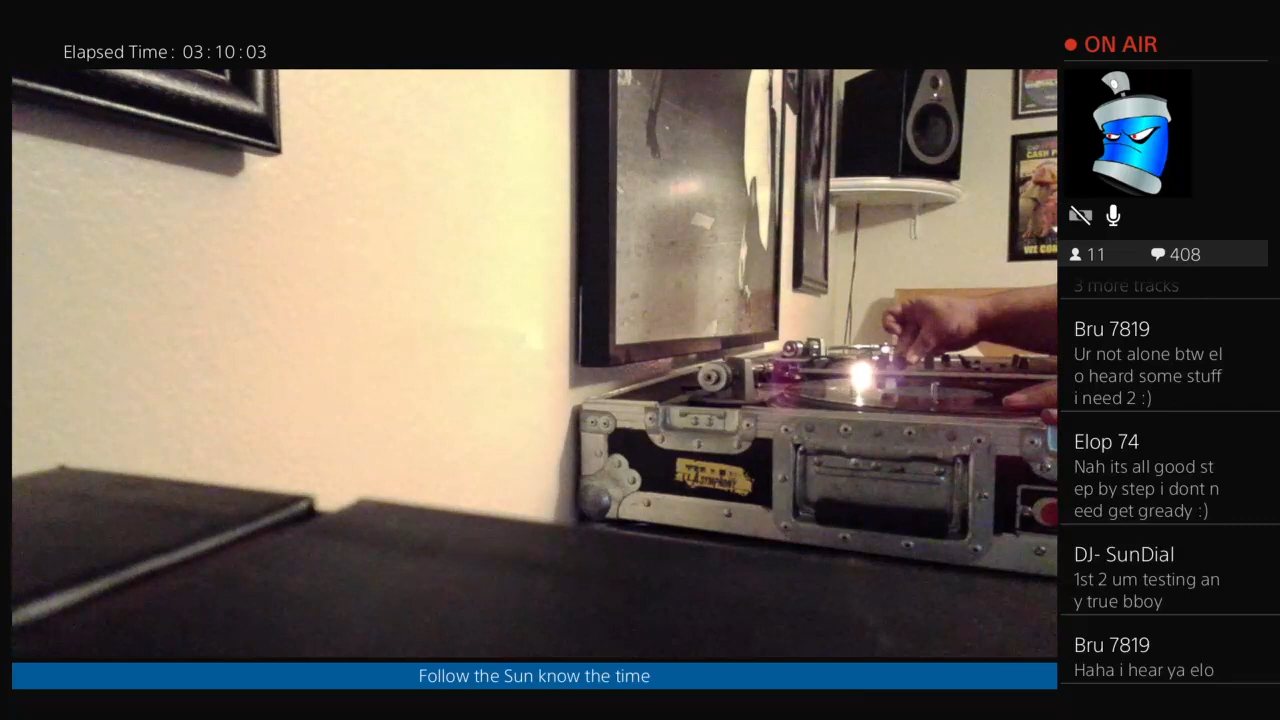 Elapsed Time: 03:10:03
ON AIR
11
408
3 more tracks
Bru 7819
Ur not alone btw el
o heard some stuff
i need 2 :)
Elop 74
Nah its all good st
ep by step i dont n
eed get gready :)
DJ- SunDial
1st 2 um testing an
y true bboy
Bru 7819
Haha i hear ya elo
CASH
WE CO
Follow the Sun know the time